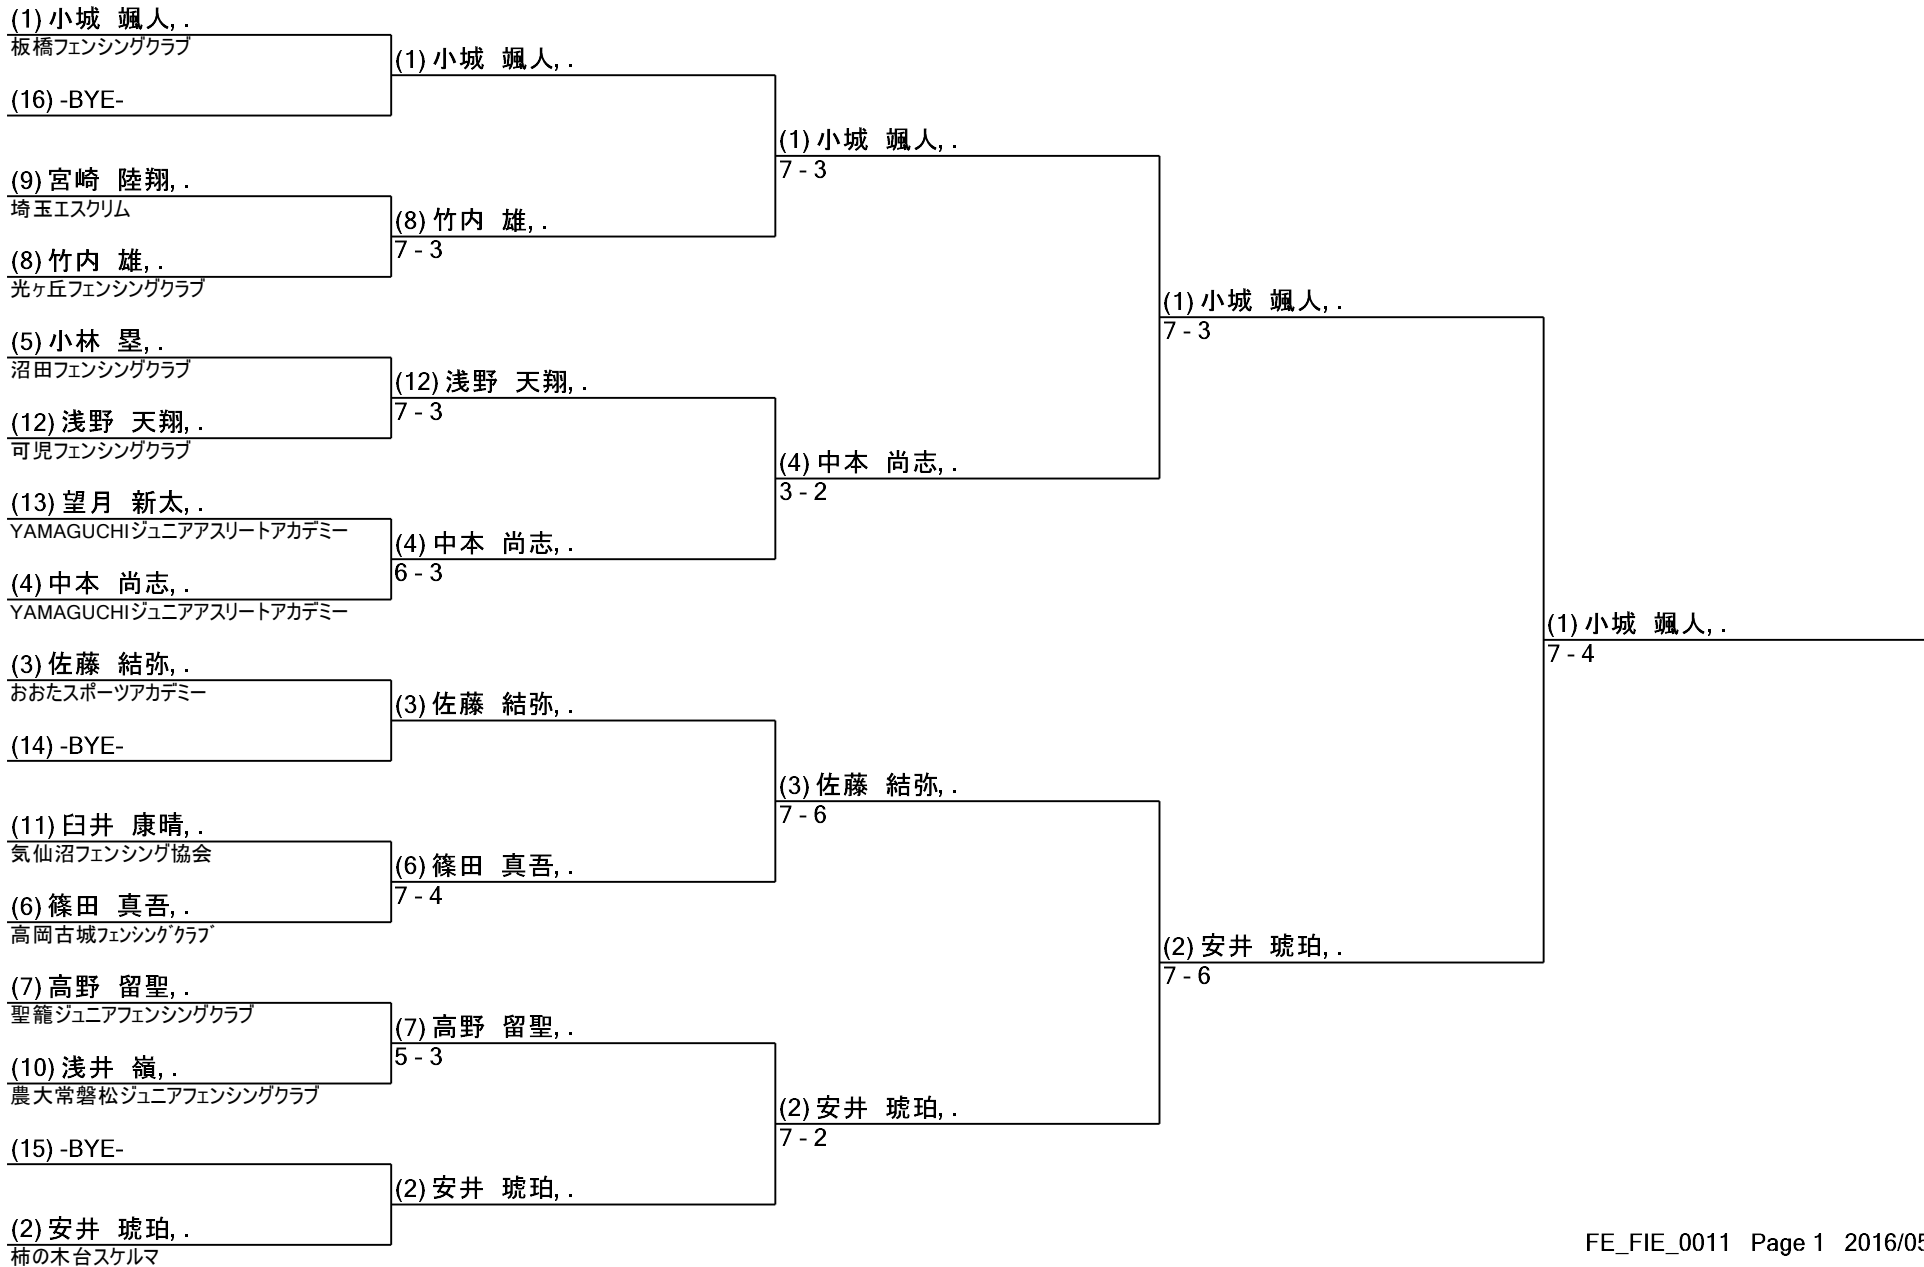 (1) 小城　颯人, .
板橋フェンシングクラブ
(16) -BYE-
(9) 宮崎　陸翔, .
埼玉エスクリム
(8) 竹内　雄, .
光ヶ丘フェンシングクラブ
(5) 小林　塁, .
沼田フェンシングクラブ
(12) 浅野　天翔, .
可児フェンシングクラブ
(13) 望月　新太, .
YAMAGUCHIジュニアアスリートアカデミー
(4) 中本　尚志, .
YAMAGUCHIジュニアアスリートアカデミー
(3) 佐藤　結弥, .
おおたスポーツアカデミー
(14) -BYE-
(11) 臼井　康晴, .
気仙沼フェンシング協会
(6) 篠田　真吾, .
高岡古城フェンシングクラブ
(7) 高野　留聖, .
聖籠ジュニアフェンシングクラブ
(10) 浅井　嶺, .
農大常磐松ジュニアフェンシングクラブ
(15) -BYE-
(2) 安井　琥珀, .
柿の木台スケルマ
(1) 小城　颯人, .
(8) 竹内　雄, .
7 - 3
(12) 浅野　天翔, .
7 - 3
(4) 中本　尚志, .
6 - 3
(3) 佐藤　結弥, .
(6) 篠田　真吾, .
7 - 4
(7) 高野　留聖, .
5 - 3
(2) 安井　琥珀, .
(1) 小城　颯人, .
7 - 3
(4) 中本　尚志, .
3 - 2
(3) 佐藤　結弥, .
7 - 6
(2) 安井　琥珀, .
7 - 2
(1) 小城　颯人, .
7 - 3
(2) 安井　琥珀, .
7 - 6
(1) 小城　颯人, .
7 - 4
FE_FIE_0011 Page 1 2016/05